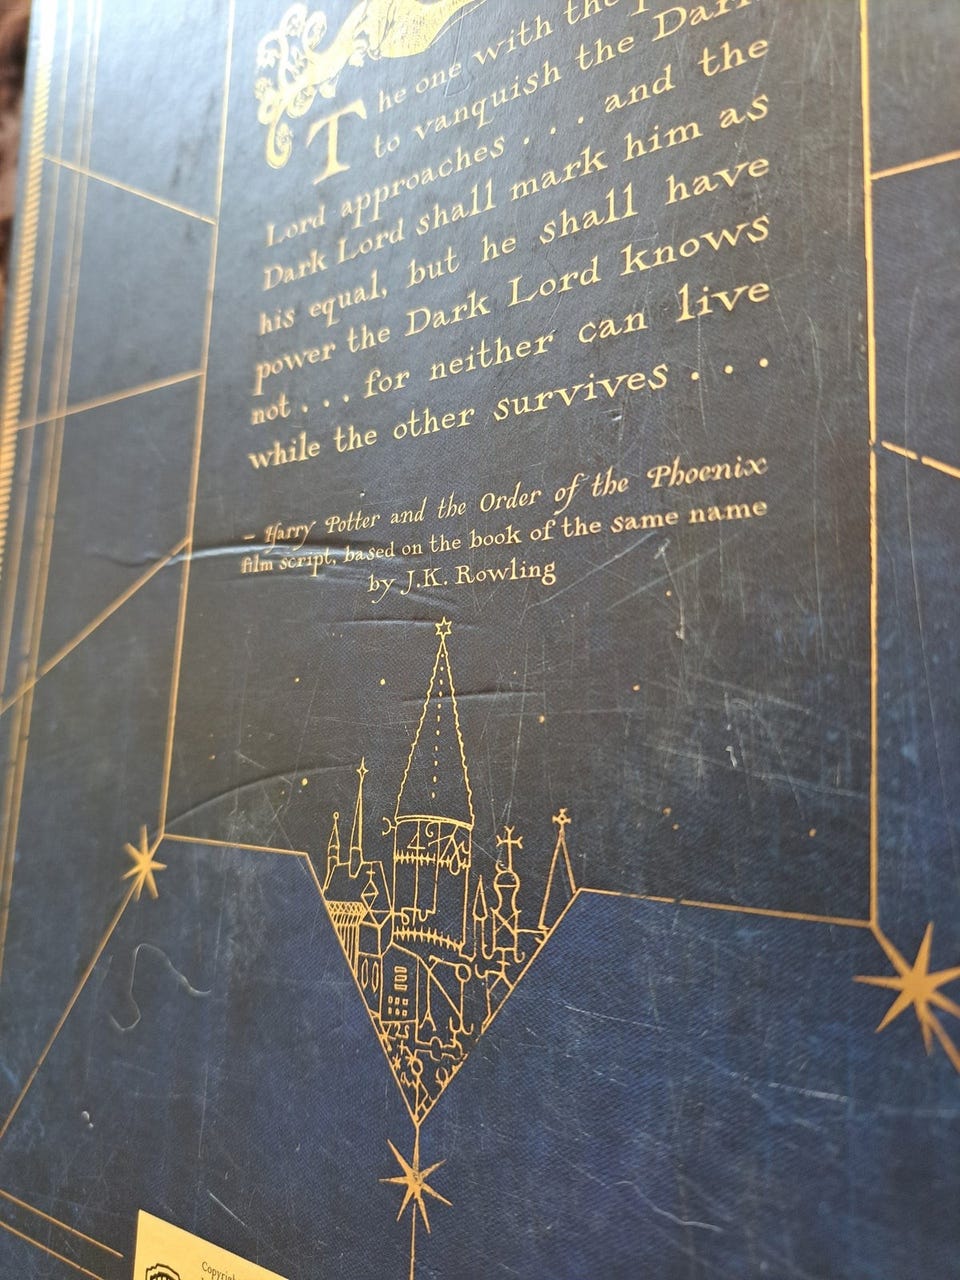 The one with the
to vanquish the Dark
Lord approaches . . . and the
Dark Lord shall mark him as
his equal, but he shall have
power the Dark Lord knows
not . . . for neither can live
while the other survives . . .
– Harry Potter and the Order of the Phoenix
film script, based on the book of the same name
by J.K. Rowling